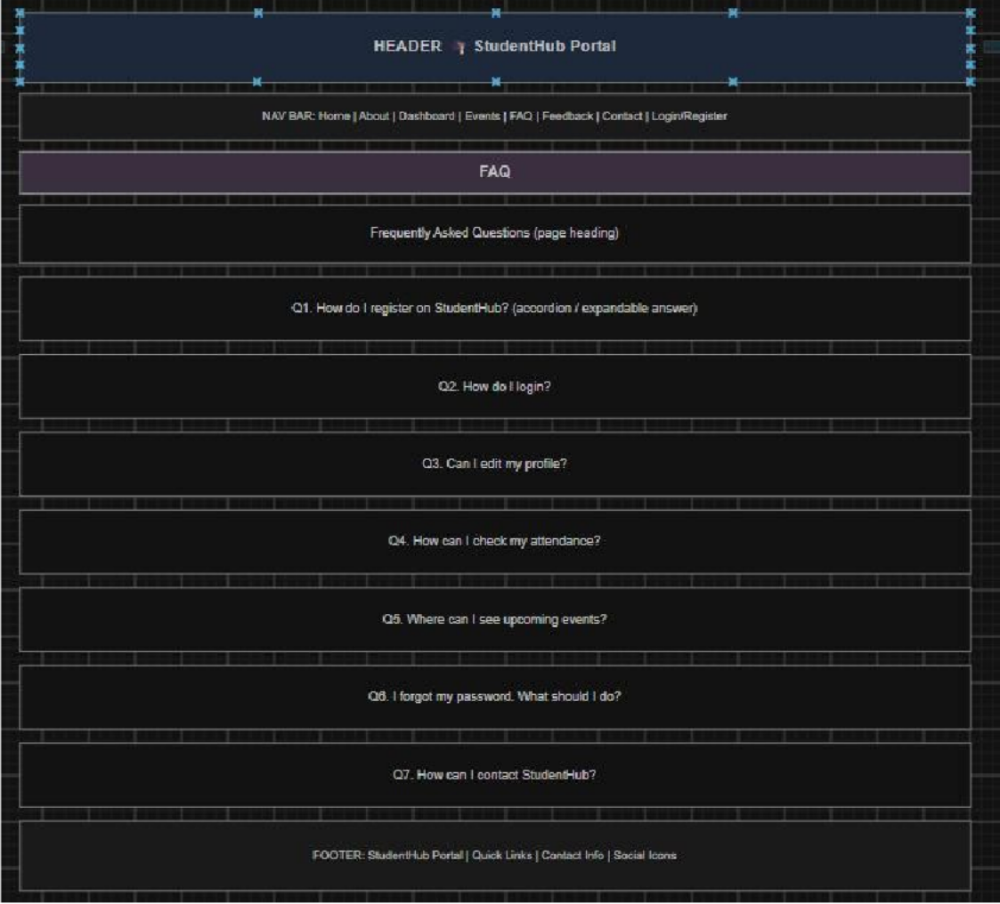 HEADER StudentHub Portal
NAV BAR: Home | About | Dashboard | Events | FAQ | Feedback | Contact | Login/Register
FAQ
Frequently Asked Questions (page heading)
Q1. How do I register on StudentHub? (accordion / expandable answer)
Q2. How do I login?
Q3. Can I edit my profile?
Q4. How can I check my attendance?
Q5. Where can I see upcoming events?
Q6. I forgot my password. What should I do?
Q7. How can I contact StudentHub?
FOOTER: StudentHub Portal | Quick Links | Contact Info | Social Icons